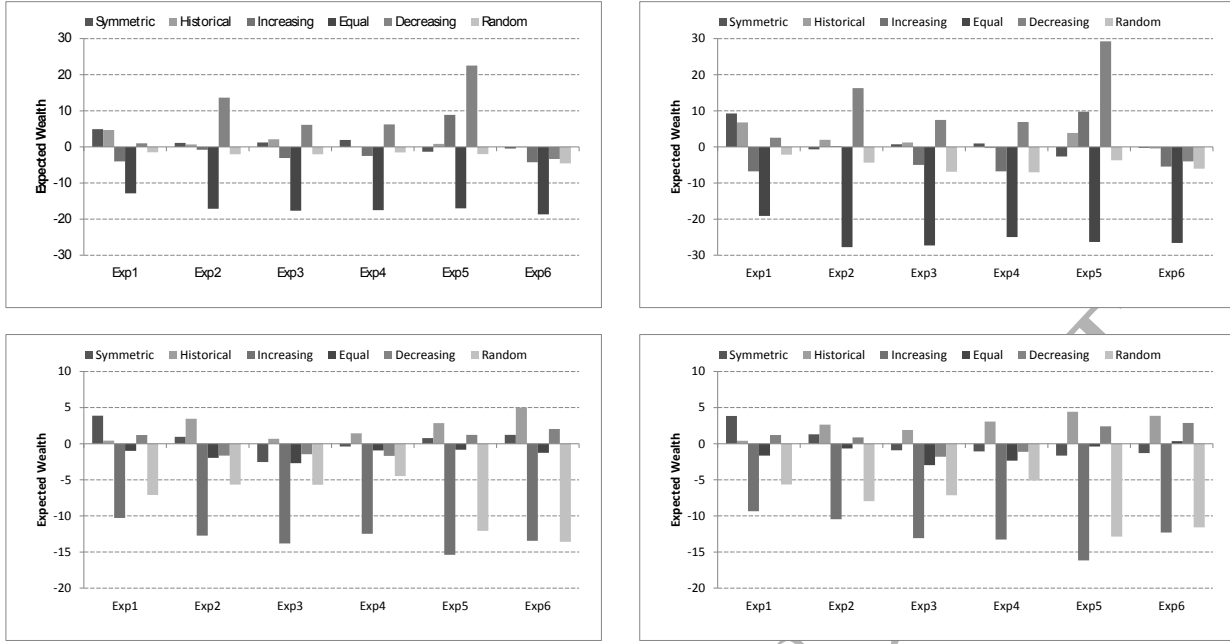 Symmetric Historical Increasing Equal Decreasing Random
30
20
10
0
-10
-20
-30
Expected Wealth
Exp1 Exp2 Exp3 Exp4 Exp5 Exp6
Symmetric Historical Increasing Equal Decreasing Random
30
20
10
0
-10
-20
-30
Expected Wealth
Exp1 Exp2 Exp3 Exp4 Exp5 Exp6
Symmetric Historical Increasing Equal Decreasing Random
10
5
0
-5
-10
-15
-20
Expected Wealth
Exp1 Exp2 Exp3 Exp4 Exp5 Exp6
Symmetric Historical Increasing Equal Decreasing Random
10
5
0
-5
-10
-15
-20
Expected Wealth
Exp1 Exp2 Exp3 Exp4 Exp5 Exp6